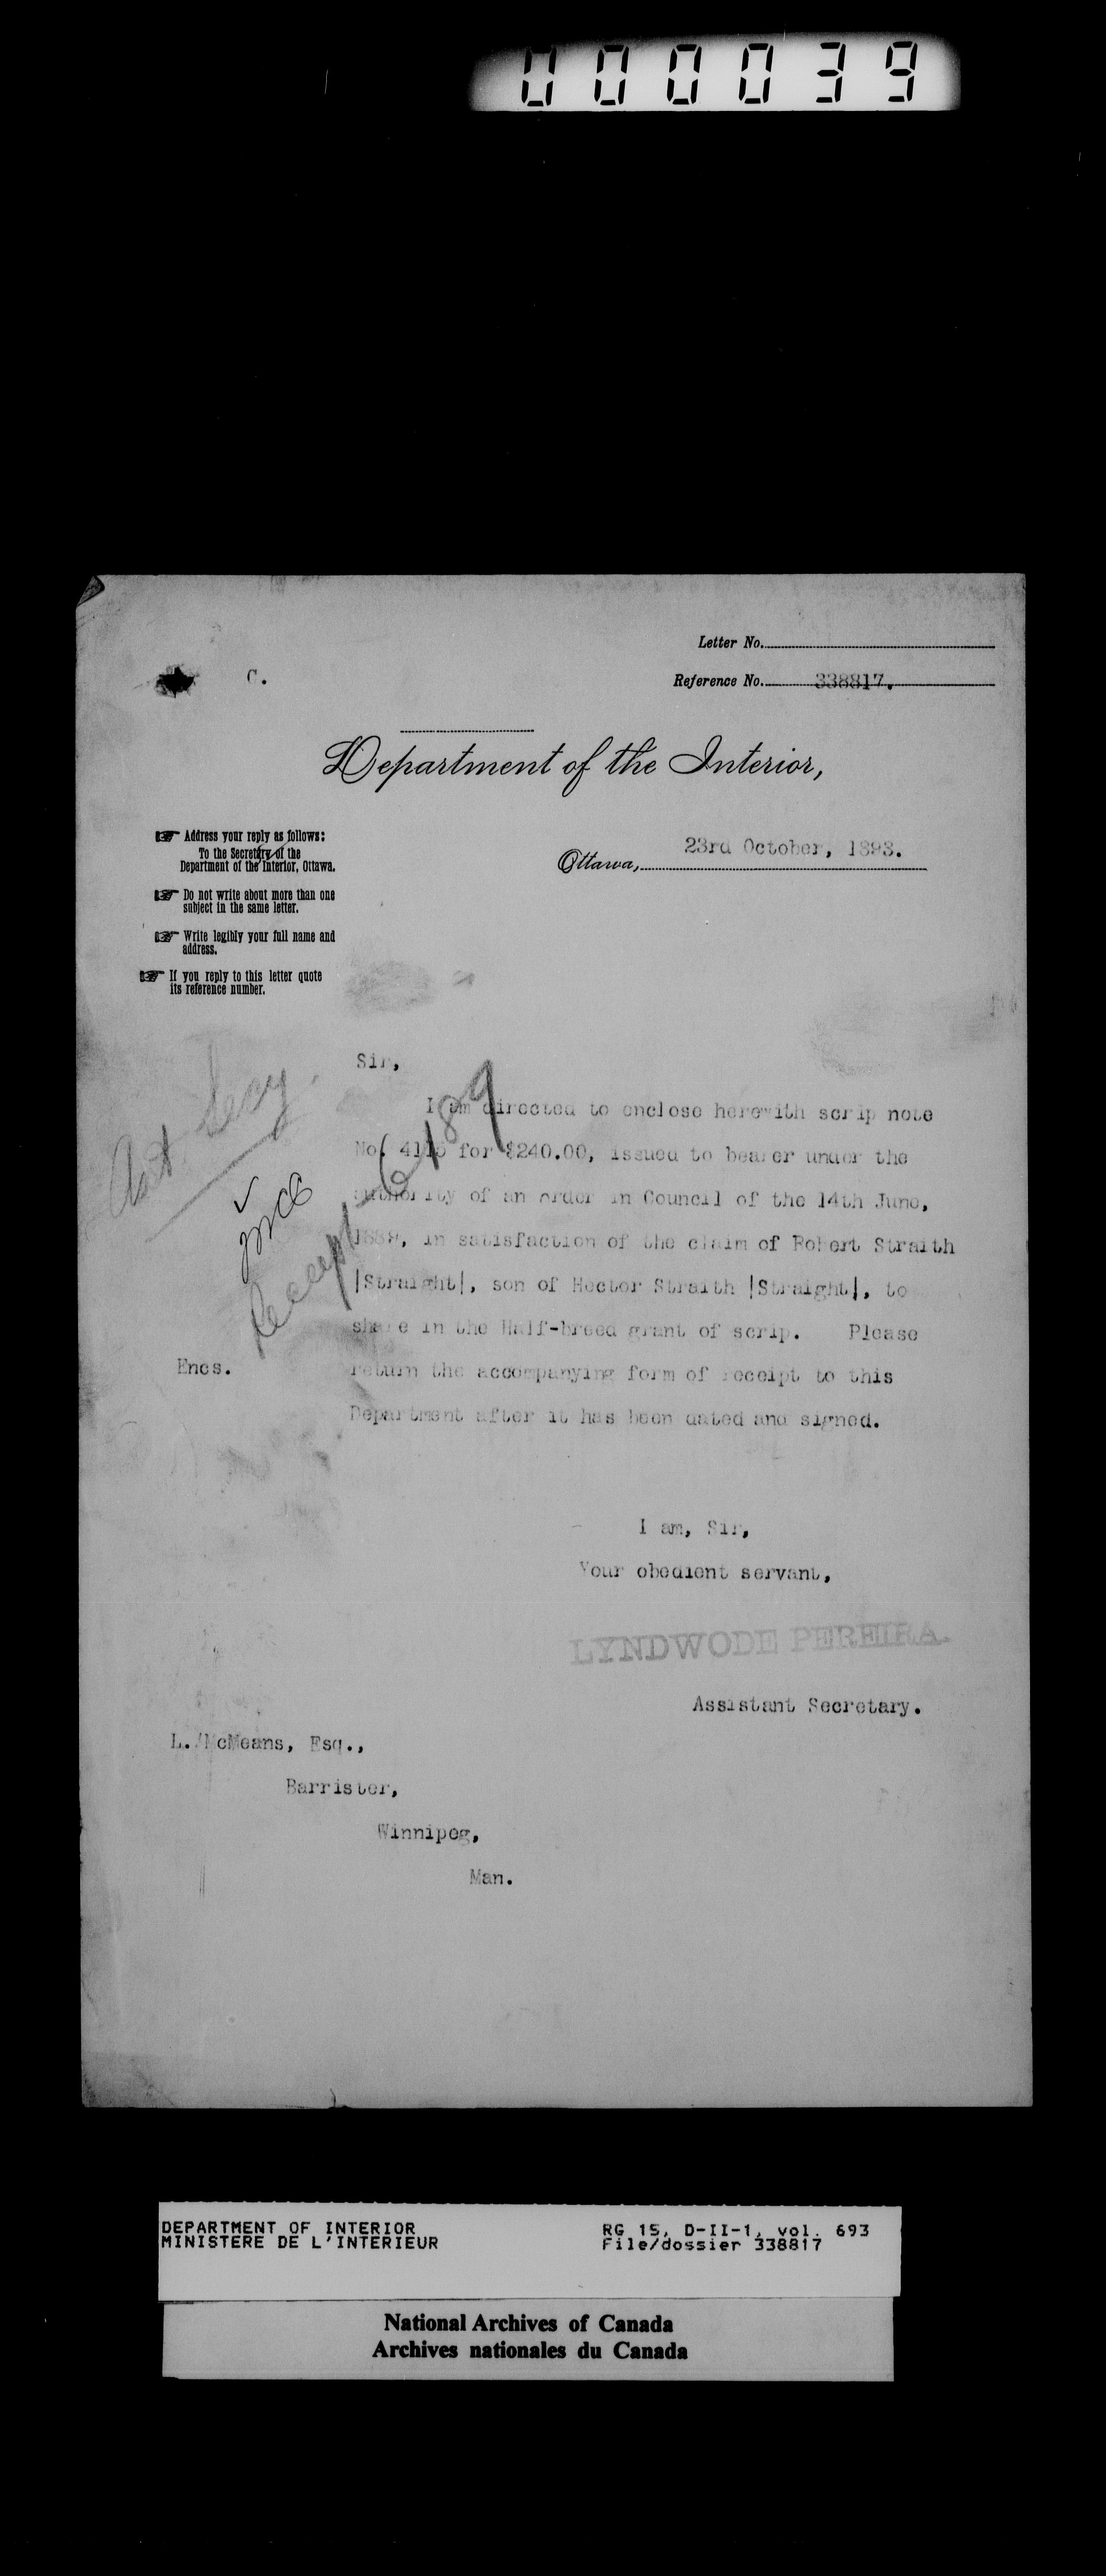 000039
Letter No.
C.
Reference No. 338817.
Department of the Interior,
Address your reply as follows:
To the Secretary of the
Department of the Interior, Ottawa.
Do not write about more than one
subject in the same letter.
Write legibly your full name and
address.
If you reply to this letter quote
its reference number.
Ottawa, 23rd October, 1893.
Asst Secy.
Sir,
I am directed to enclose herewith scrip note
No. for $240.00, issued to bearer under the
authority of an order in Council of the 14th June,
in satisfaction of the claim of Robert Straith
|Straight|, son of Hector Straith |Straight|, to
share in the Half-breed grant of scrip. Please
Encs. return the accompanying form of receipt to this
Department after it has been dated and signed.
I am, Sir,
Your obedient servant,
LYNDWODE PEREIRA.
Assistant Secretary.
L. McMeans, Esq.,
Barrister,
Winnipeg,
Man.
DEPARTMENT OF INTERIOR
MINISTERE DE L'INTERIEUR
RG 15, D-II-1, vol. 693
File/dossier 338817
National Archives of Canada
Archives nationales du Canada